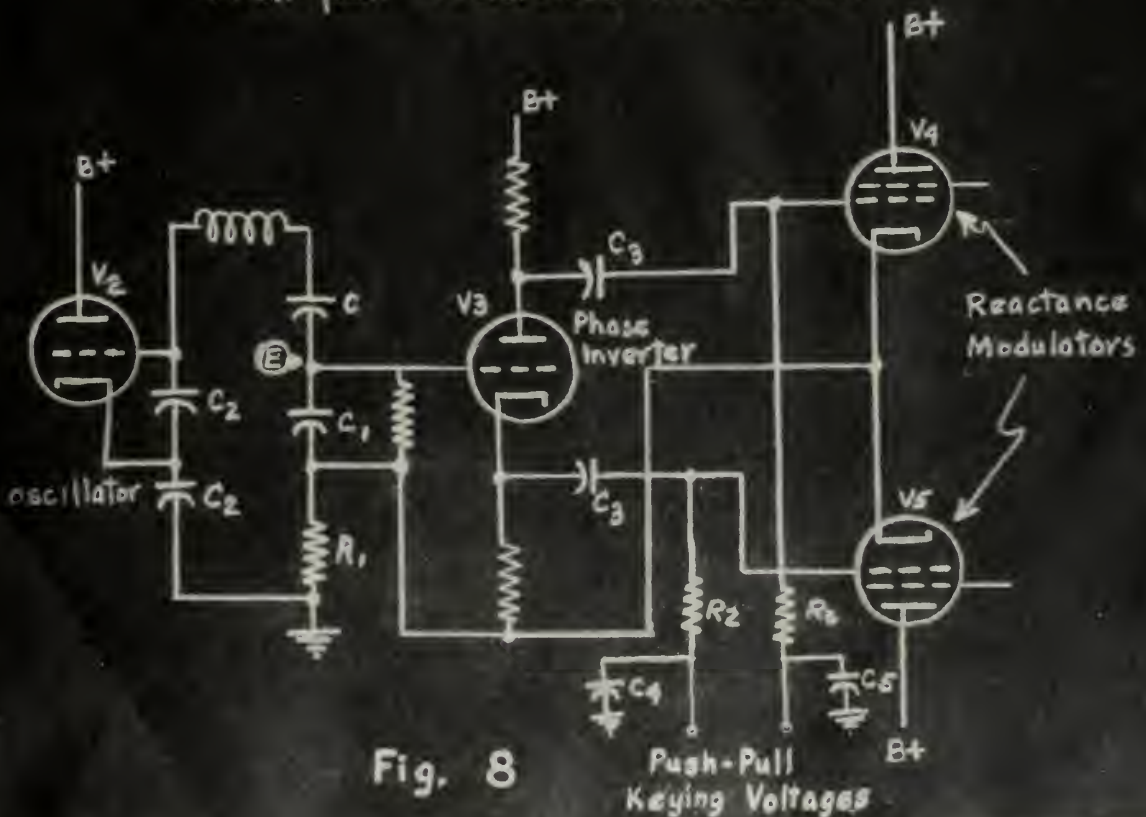 B+
B+
B+
V4
V2
C3
C
V3
Phase
Inverter
Reactance
Modulators
E
C2
C1
V5
oscillator
C2
C3
R1
R2
R2
C4
C5
B+
Fig. 8
Push-Pull
Keying Voltages